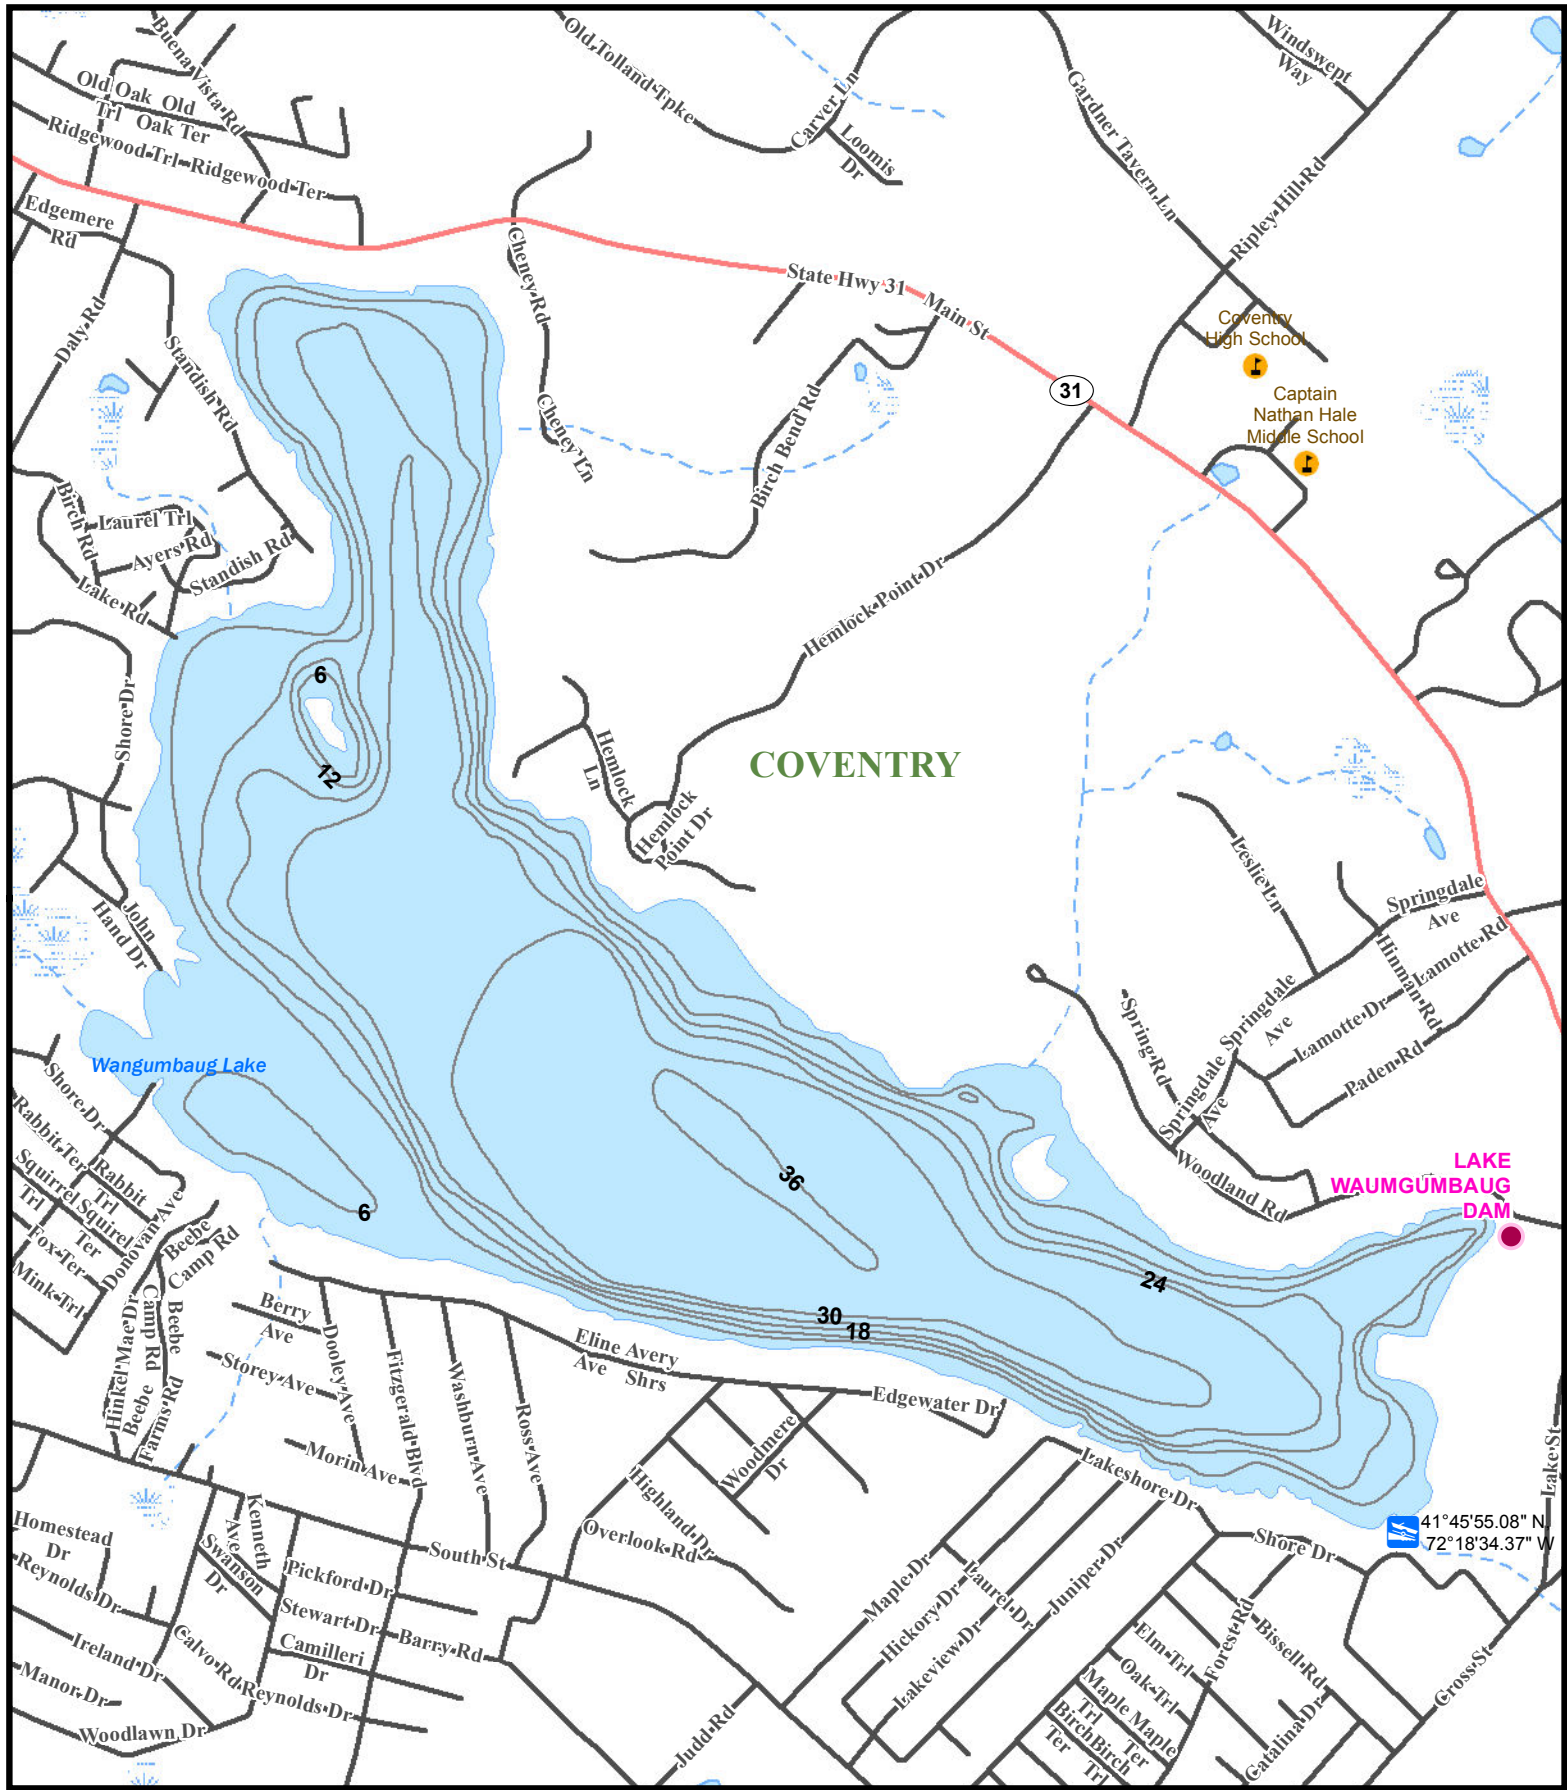 Buena Vista Rd
Old Oak
Trl
Old
Oak Ter
Ridgewood Trl
Ridgewood Ter
Old Tolland Tpke
Carver Ln
Loomis
Dr
Windswept
Way
Gardner Tavern Ln
Ripley Hill Rd
Edgemere
Rd
Daly Rd
Standish Rd
Cheney Rd
Cheney Ln
State Hwy 31
Main St
31
Coventry
High School
Captain
Nathan Hale
Middle School
Birch Bend Rd
Birch Rd
Laurel Trl
Ayers Rd
Standish Rd
Lake Rd
Hemlock Point Dr
Shore Dr
6
12
Hemlock
Ln
Hemlock
Point Dr
COVENTRY
Leslie Ln
Springdale
Ave
Hinman Rd
Lamotte Rd
John
Hand Dr
Spring Rd
Springdale
Ave
Springdale
Ave
Lamotte Dr
Paden Rd
Wangumbaug Lake
Shore Dr
Rabbit Ter
Rabbit
Trl
Squirrel
Trl
Squirrel
Ter
Fox Ter
Mink Trl
Donovan Ave
Beebe
Camp Rd
6
36
Woodland Rd
LAKE
WAUMGUMBAUG
DAM
24
30
18
Hinkel Mae Dr
Beebe
Camp Rd
Beebe
Farms Rd
Berry
Ave
Storey Ave
Dooley Ave
Morin Ave
Fitzgerald Blvd
Washburn Ave
Ross Ave
Eline Avery
Ave Shrs
Edgewater Dr
Woodmere
Dr
Highland Dr
Overlook Rd
Lakeshore Dr
Lake St
41°45'55.08" N
72°18'34.37" W
Shore Dr
Homestead
Dr
Reynolds Dr
Kenneth
Ave
Swanson
Dr
South St
Pickford Dr
Stewart Dr
Camilleri
Dr
Barry Rd
Ireland Dr
Calvo Rd
Manor Dr
Reynolds Dr
Woodlawn Dr
Maple Dr
Laurel Dr
Hickory Dr
Juniper Dr
Lakeview Dr
Judd Rd
Elm Trl
Forest Rd
Bissell Rd
Oak Trl
Maple
Trl
Maple
Ter
Birch
Ter
Birch
Trl
Catalina Dr
Cross St